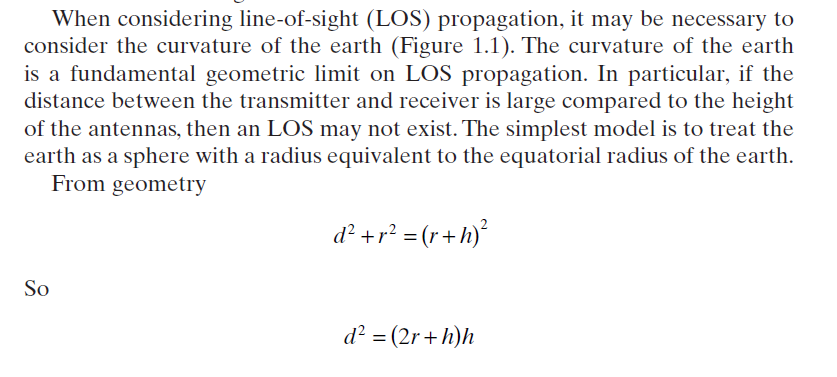 When considering line-of-sight (LOS) propagation, it may be necessary to
consider the curvature of the earth (Figure 1.1). The curvature of the earth
is a fundamental geometric limit on LOS propagation. In particular, if the
distance between the transmitter and receiver is large compared to the height
of the antennas, then an LOS may not exist. The simplest model is to treat the
earth as a sphere with a radius equivalent to the equatorial radius of the earth.
From geometry
d² + r² = (r + h)²
So
d² = (2r + h)h